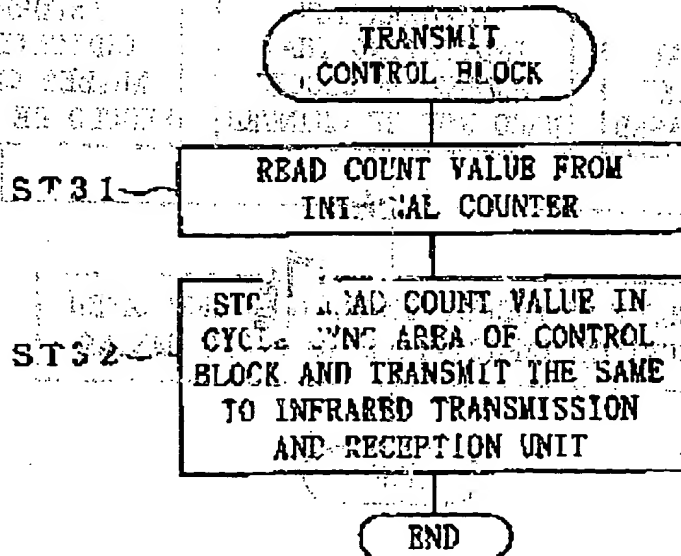 TRANSMIT
CONTROL BLOCK
ST31
READ COUNT VALUE FROM
COUNTER
ST32
COUNT VALUE IN
AREA OF CONTROL
BLOCK AND TRANSMIT THE SAME
TO INFRARED TRANSMISSION
AND RECEPTION UNIT
END